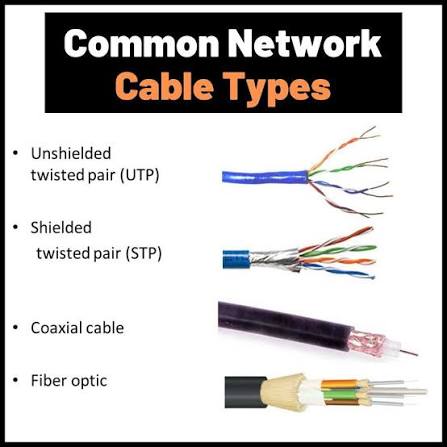 Common Network
Cable Types
• Unshielded
twisted pair (UTP)
• Shielded
twisted pair (STP)
• Coaxial cable
• Fiber optic